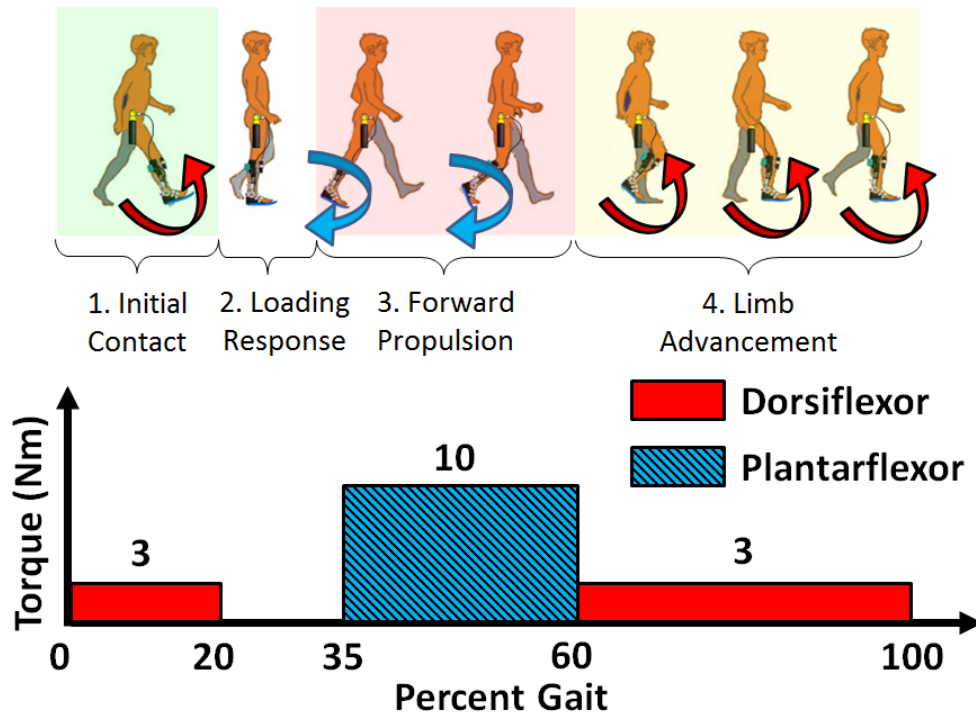 1. Initial
Contact
2. Loading
Response
3. Forward
Propulsion
4. Limb
Advancement
Dorsiflexor
Plantarflexor
Torque (Nm)
3
10
3
0
20
35
60
100
Percent Gait